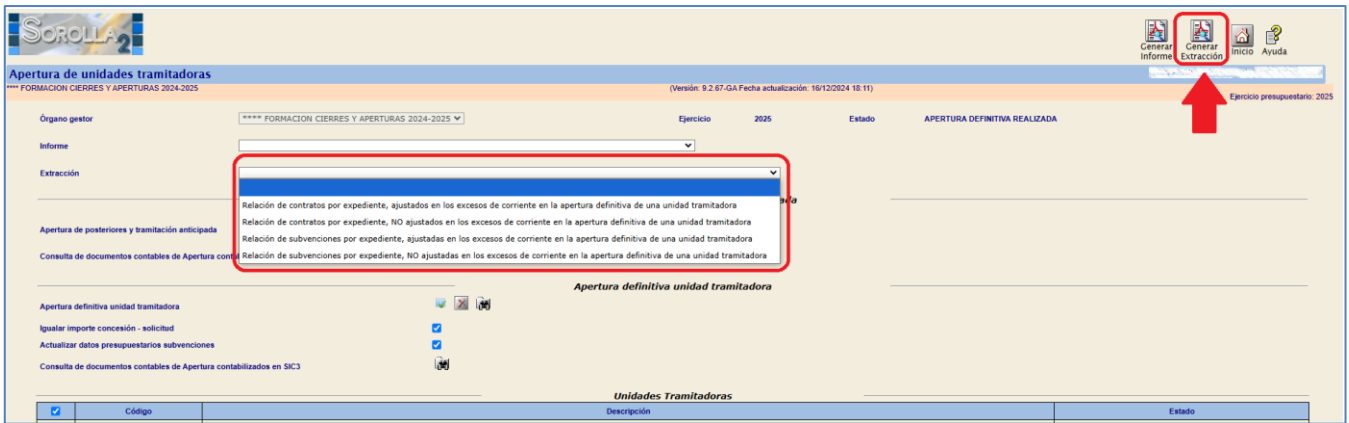 SOROLLA2
Generar Informe
Generar Extracción
Inicio
Ayuda
Apertura de unidades tramitadoras
**** FORMACION CIERRES Y APERTURAS 2024-2025
(Versión: 9.2.67-GA Fecha actualización: 16/12/2024 18:11)
Ejercicio presupuestario: 2025
Órgano gestor **** FORMACION CIERRES Y APERTURAS 2024-2025 Ejercicio 2025 Estado APERTURA DEFINITIVA REALIZADA
Informe
Extracción
Relación de contratos por expediente, ajustados en los excesos de corriente en la apertura definitiva de una unidad tramitadora
Relación de contratos por expediente, NO ajustados en los excesos de corriente en la apertura definitiva de una unidad tramitadora
Apertura de posteriores y tramitación anticipada
Relación de subvenciones por expediente, ajustadas en los excesos de corriente en la apertura definitiva de una unidad tramitadora
Consulta de documentos contables de Apertura
Relación de subvenciones por expediente, NO ajustadas en los excesos de corriente en la apertura definitiva de una unidad tramitadora
Apertura definitiva unidad tramitadora
Apertura definitiva unidad tramitadora
Igualar importe concesión - solicitud
Actualizar datos presupuestarios subvenciones
Consulta de documentos contables de Apertura contabilizados en SIC3
Unidades Tramitadoras
Código Descripción Estado